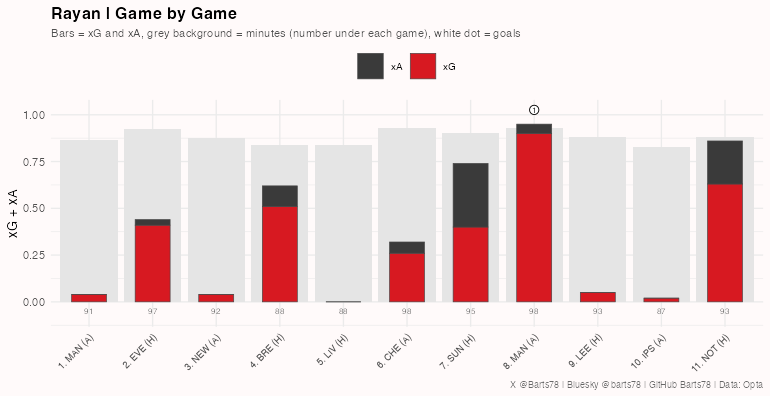 Rayan | Game by Game
Bars = xG and xA, grey background = minutes (number under each game), white dot = goals
xA xG
1
1.00
0.75
0.50
0.25
0.00
xG + xA
91 97 92 88 88 98 95 98 93 87 93
1. MAN (A) 2. EVE (H) 3. NEW (A) 4. BRE (H) 5. LIV (H) 6. CHE (A) 7. SUN (H) 8. MAN (A) 9. LEE (H) 10. IPS (A) 11. NOT (H)
X @Barts78 | Bluesky @barts78 | GitHub Barts78 | Data: Opta